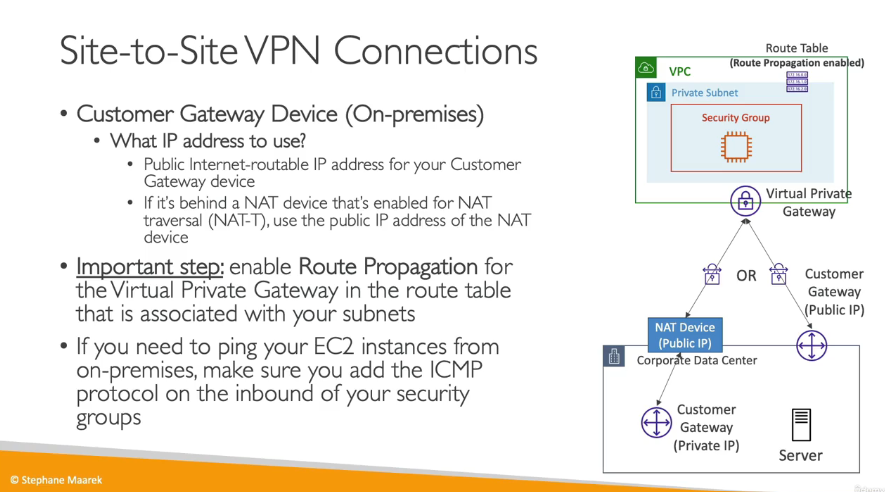 Site-to-Site VPN Connections
• Customer Gateway Device (On-premises)
• What IP address to use?
• Public Internet-routable IP address for your Customer
Gateway device
• If it's behind a NAT device that's enabled for NAT
traversal (NAT-T), use the public IP address of the NAT
device
• Important step: enable Route Propagation for
the Virtual Private Gateway in the route table
that is associated with your subnets
• If you need to ping your EC2 instances from
on-premises, make sure you add the ICMP
protocol on the inbound of your security
groups
Route Table
(Route Propagation enabled)
VPC
Private Subnet
Security Group
Virtual Private
Gateway
OR
Customer
Gateway
(Public IP)
NAT Device
(Public IP)
Corporate Data Center
Customer
Gateway
(Private IP)
Server
© Stephane Maarek